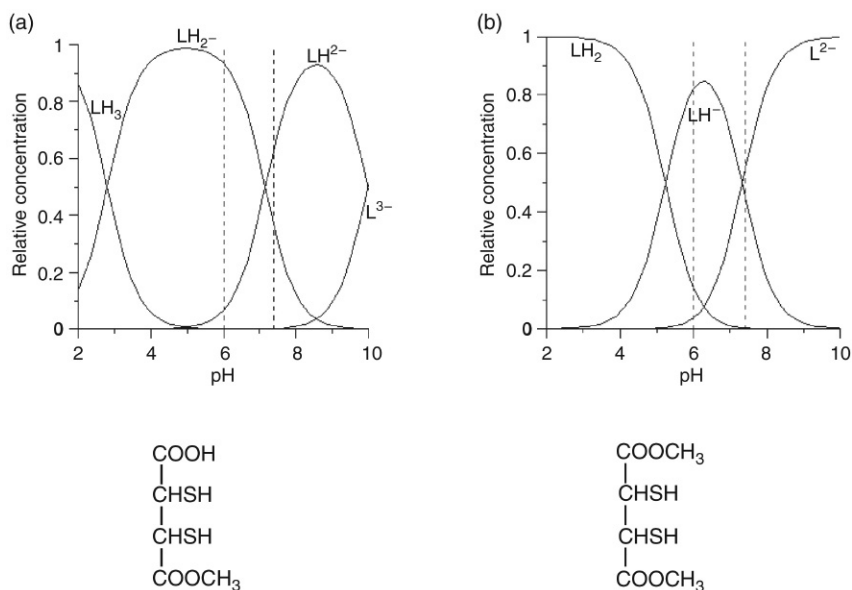 (a)
1
0.8
0.6
0.4
0.2
0
2
4
6
8
10
Relative concentration
pH
LH₃
LH₂⁻
LH²⁻
L³⁻
COOH
CHSH
CHSH
COOCH₃
(b)
1
0.8
0.6
0.4
0.2
0
2
4
6
8
10
Relative concentration
pH
LH₂
LH⁻
L²⁻
COOCH₃
CHSH
CHSH
COOCH₃